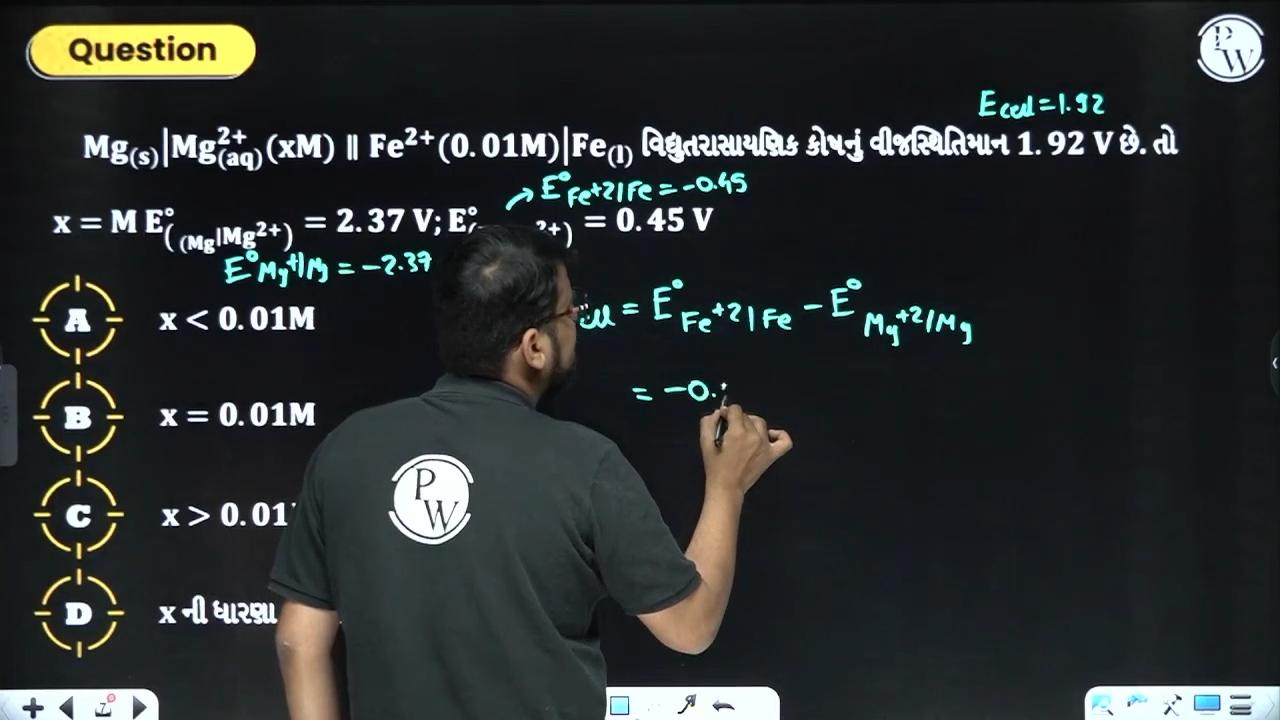 Question
PW
Ecell = 1.92
Mg(s)|Mg²⁺(aq)(xM) ∥ Fe²⁺(0.01M)|Fe(l) વિદ્યુતરાસાયણિક કોષનું વીજસ્થિતિમાન 1.92 V છે. તો
E°Fe+2|Fe = -0.45
x = M E°((Mg|Mg²⁺) = 2.37 V; E°( ²⁺) = 0.45 V
E°Mg+|Mg = -2.37
A x < 0.01M
= E°Fe+2|Fe - E°Mg+2|Mg
= -0.
B x = 0.01M
C x > 0.01
PW
D x ની ધારણા